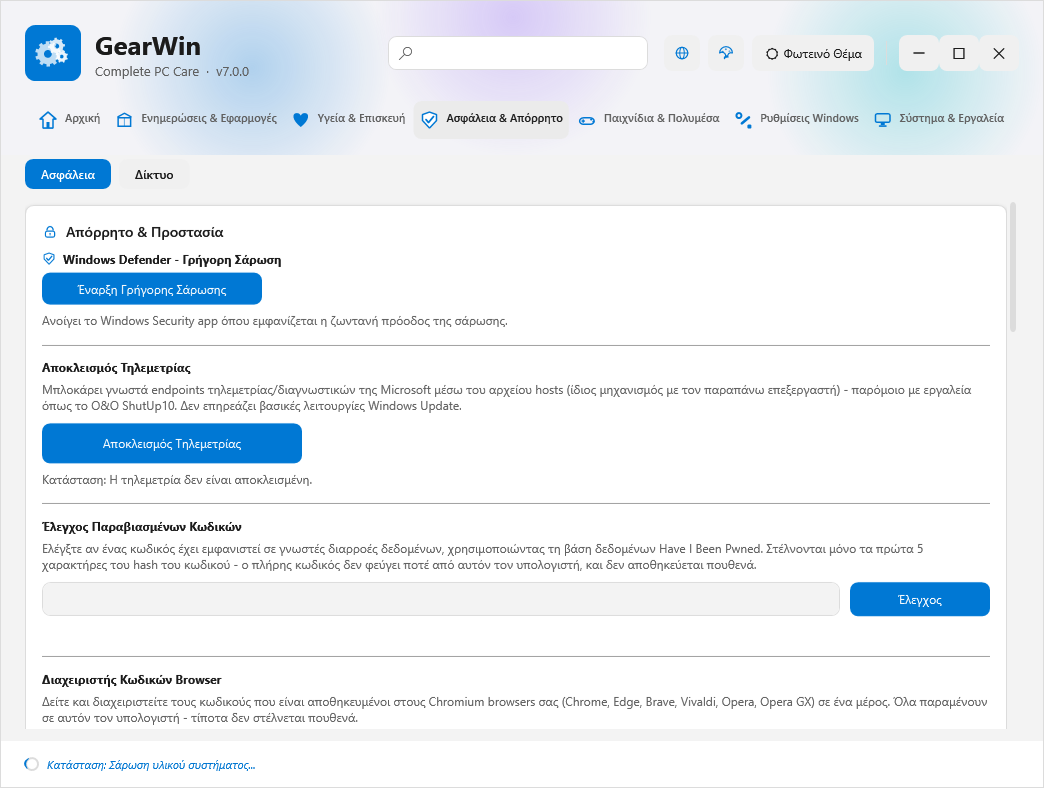 GearWin
Complete PC Care · v7.0.0
Φωτεινό Θέμα
Αρχική
Ενημερώσεις & Εφαρμογές
Υγεία & Επισκευή
Ασφάλεια & Απόρρητο
Παιχνίδια & Πολυμέσα
Ρυθμίσεις Windows
Σύστημα & Εργαλεία
Ασφάλεια
Δίκτυο
Απόρρητο & Προστασία
Windows Defender - Γρήγορη Σάρωση
Έναρξη Γρήγορης Σάρωσης
Ανοίγει το Windows Security app όπου εμφανίζεται η ζωντανή πρόοδος της σάρωσης.
Αποκλεισμός Τηλεμετρίας
Μπλοκάρει γνωστά endpoints τηλεμετρίας/διαγνωστικών της Microsoft μέσω του αρχείου hosts (ίδιος μηχανισμός με τον παραπάνω επεξεργαστή) - παρόμοιο με εργαλεία
όπως το O&O ShutUp10. Δεν επηρεάζει βασικές λειτουργίες Windows Update.
Αποκλεισμός Τηλεμετρίας
Κατάσταση: Η τηλεμετρία δεν είναι αποκλεισμένη.
Έλεγχος Παραβιασμένων Κωδικών
Ελέγξτε αν ένας κωδικός έχει εμφανιστεί σε γνωστές διαρροές δεδομένων, χρησιμοποιώντας τη βάση δεδομένων Have I Been Pwned. Στέλνονται μόνο τα πρώτα 5
χαρακτήρες του hash του κωδικού - ο πλήρης κωδικός δεν φεύγει ποτέ από αυτόν τον υπολογιστή, και δεν αποθηκεύεται πουθενά.
Έλεγχος
Διαχειριστής Κωδικών Browser
Δείτε και διαχειριστείτε τους κωδικούς που είναι αποθηκευμένοι στους Chromium browsers σας (Chrome, Edge, Brave, Vivaldi, Opera, Opera GX) σε ένα μέρος. Όλα παραμένουν
σε αυτόν τον υπολογιστή - τίποτα δεν στέλνεται πουθενά.
Κατάσταση: Σάρωση υλικού συστήματος...